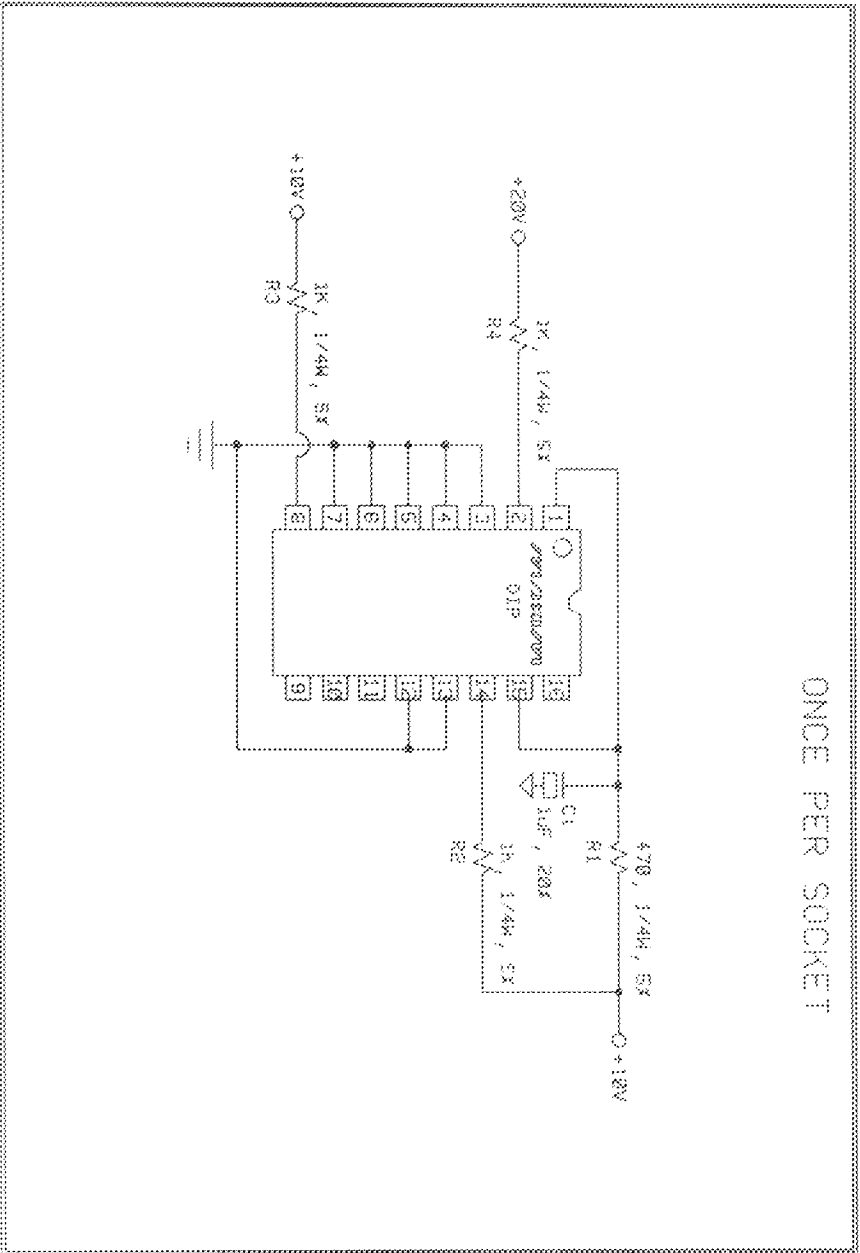 ONCE PER SOCKET
+10V
470, 1/4W, 5%
R1
C1
1uF, 20%
1K, 1/4W, 5%
R2
+20V
1K, 1/4W, 5%
R4
+10V
1K, 1/4W, 5%
R3
DIP
1
2
3
4
5
6
7
8
9
10
11
12
13
14
15
16